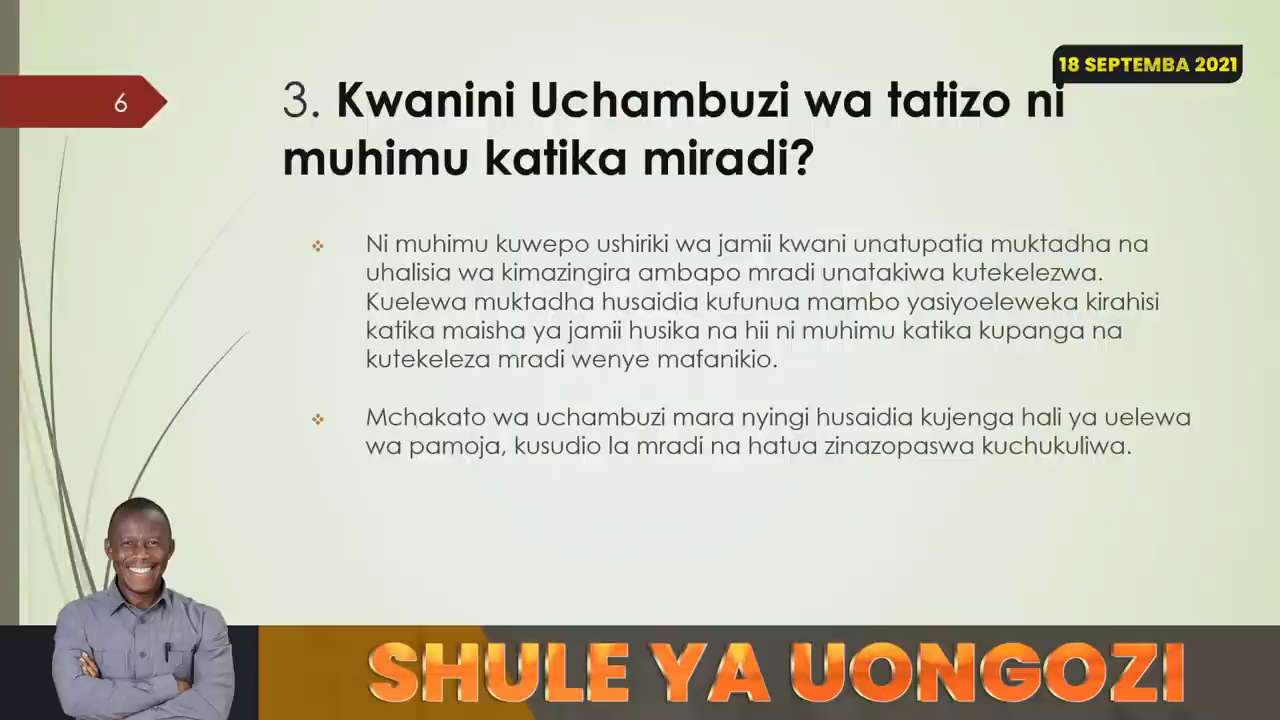 18 SEPTEMBA 2021
6
3. Kwanini Uchambuzi wa tatizo ni
muhimu katika miradi?
Ni muhimu kuwepo ushiriki wa jamii kwani unatupatia muktadha na
uhalisia wa kimazingira ambapo mradi unatakiwa kutekelezwa.
Kuelewa muktadha husaidia kufunua mambo yasiyoeleweka kirahisi
katika maisha ya jamii husika na hii ni muhimu katika kupanga na
kutekeleza mradi wenye mafanikio.
Mchakato wa uchambuzi mara nyingi husaidia kujenga hali ya uelewa
wa pamoja, kusudio la mradi na hatua zinazopaswa kuchukuliwa.
SHULE YA UONGOZI